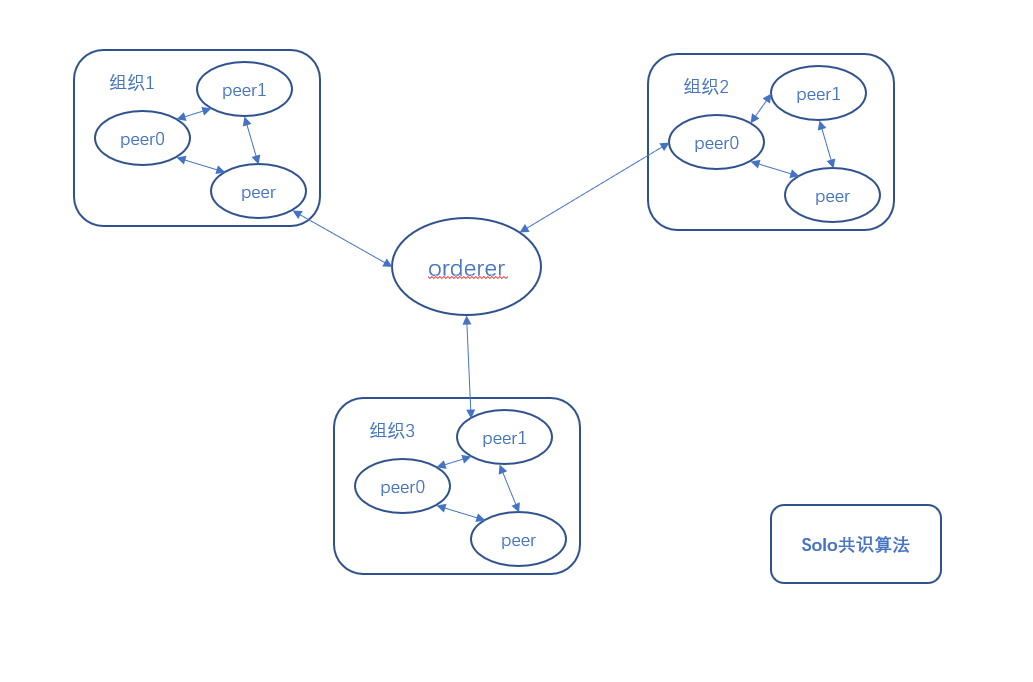 组织1
peer1
peer0
peer
组织2
peer1
peer0
peer
orderer
组织3
peer1
peer0
peer
Solo共识算法